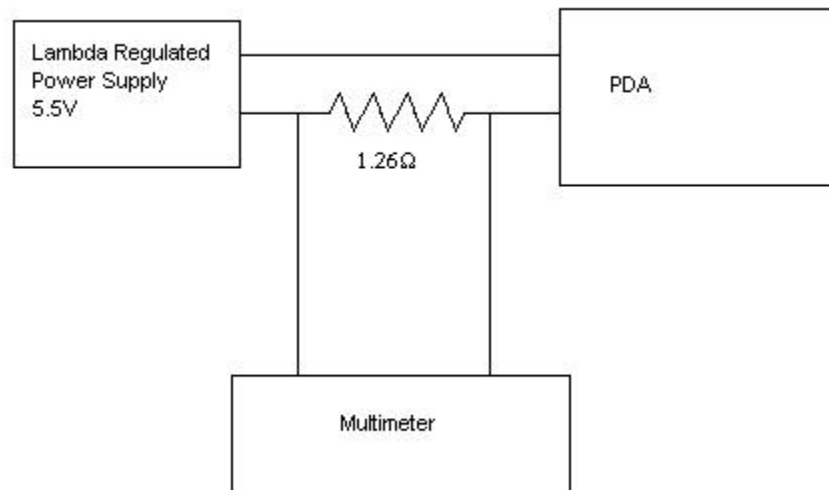 Lambda Regulated
Power Supply
5.5V
PDA
1.26Ω
Multimeter